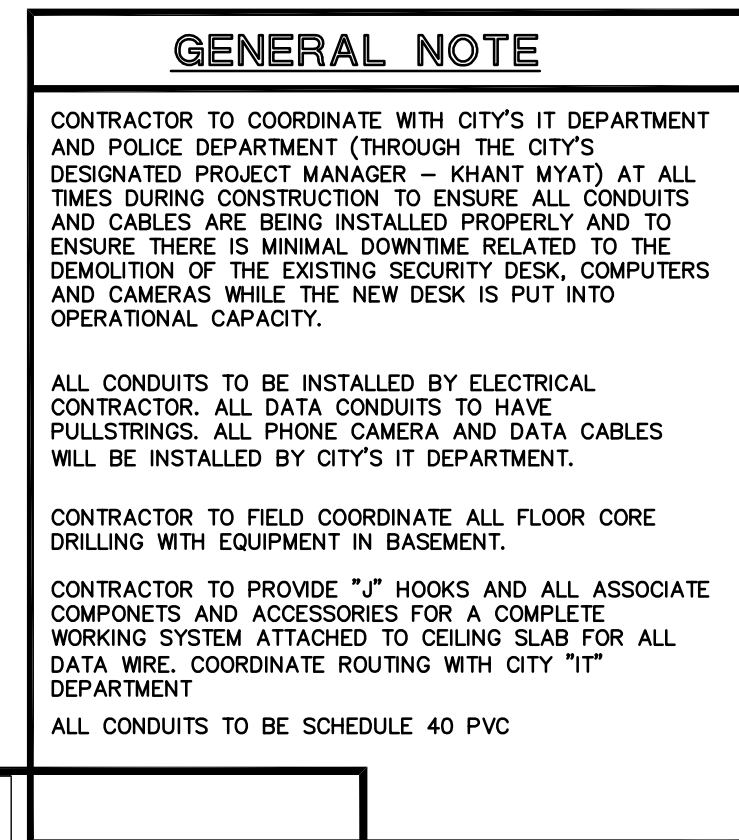 GENERAL NOTE
CONTRACTOR TO COORDINATE WITH CITY'S IT DEPARTMENT
AND POLICE DEPARTMENT (THROUGH THE CITY'S
DESIGNATED PROJECT MANAGER – KHANT MYAT) AT ALL
TIMES DURING CONSTRUCTION TO ENSURE ALL CONDUITS
AND CABLES ARE BEING INSTALLED PROPERLY AND TO
ENSURE THERE IS MINIMAL DOWNTIME RELATED TO THE
DEMOLITION OF THE EXISTING SECURITY DESK, COMPUTERS
AND CAMERAS WHILE THE NEW DESK IS PUT INTO
OPERATIONAL CAPACITY.
ALL CONDUITS TO BE INSTALLED BY ELECTRICAL
CONTRACTOR. ALL DATA CONDUITS TO HAVE
PULLSTRINGS. ALL PHONE CAMERA AND DATA CABLES
WILL BE INSTALLED BY CITY'S IT DEPARTMENT.
CONTRACTOR TO FIELD COORDINATE ALL FLOOR CORE
DRILLING WITH EQUIPMENT IN BASEMENT.
CONTRACTOR TO PROVIDE "J" HOOKS AND ALL ASSOCIATE
COMPONETS AND ACCESSORIES FOR A COMPLETE
WORKING SYSTEM ATTACHED TO CEILING SLAB FOR ALL
DATA WIRE. COORDINATE ROUTING WITH CITY "IT"
DEPARTMENT
ALL CONDUITS TO BE SCHEDULE 40 PVC